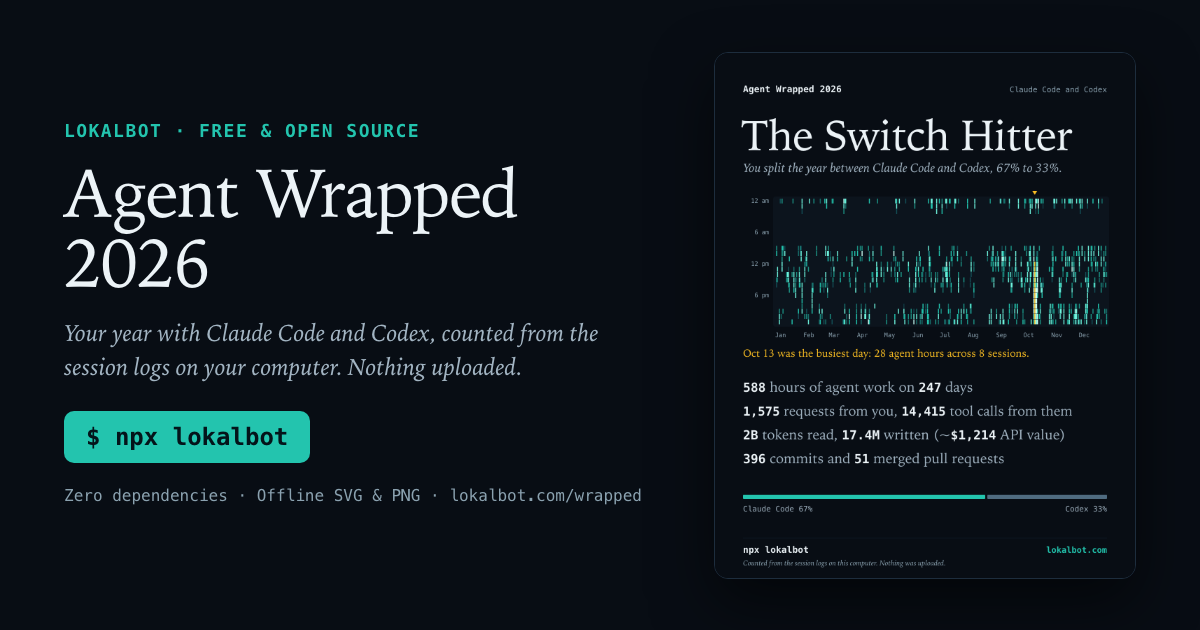 LOKALBOT · FREE & OPEN SOURCE
Agent Wrapped
2026
Your year with Claude Code and Codex, counted from the
session logs on your computer. Nothing uploaded.
$ npx lokalbot
Zero dependencies · Offline SVG & PNG · lokalbot.com/wrapped
Agent Wrapped 2026
Claude Code and Codex
The Switch Hitter
You split the year between Claude Code and Codex, 67% to 33%.
12 am
6 am
12 pm
6 pm
Jan Feb Mar Apr May Jun Jul Aug Sep Oct Nov Dec
Oct 13 was the busiest day: 28 agent hours across 8 sessions.
588 hours of agent work on 247 days
1,575 requests from you, 14,415 tool calls from them
2B tokens read, 17.4M written (~$1,214 API value)
396 commits and 51 merged pull requests
Claude Code 67%
Codex 33%
npx lokalbot
lokalbot.com
Counted from the session logs on this computer. Nothing was uploaded.